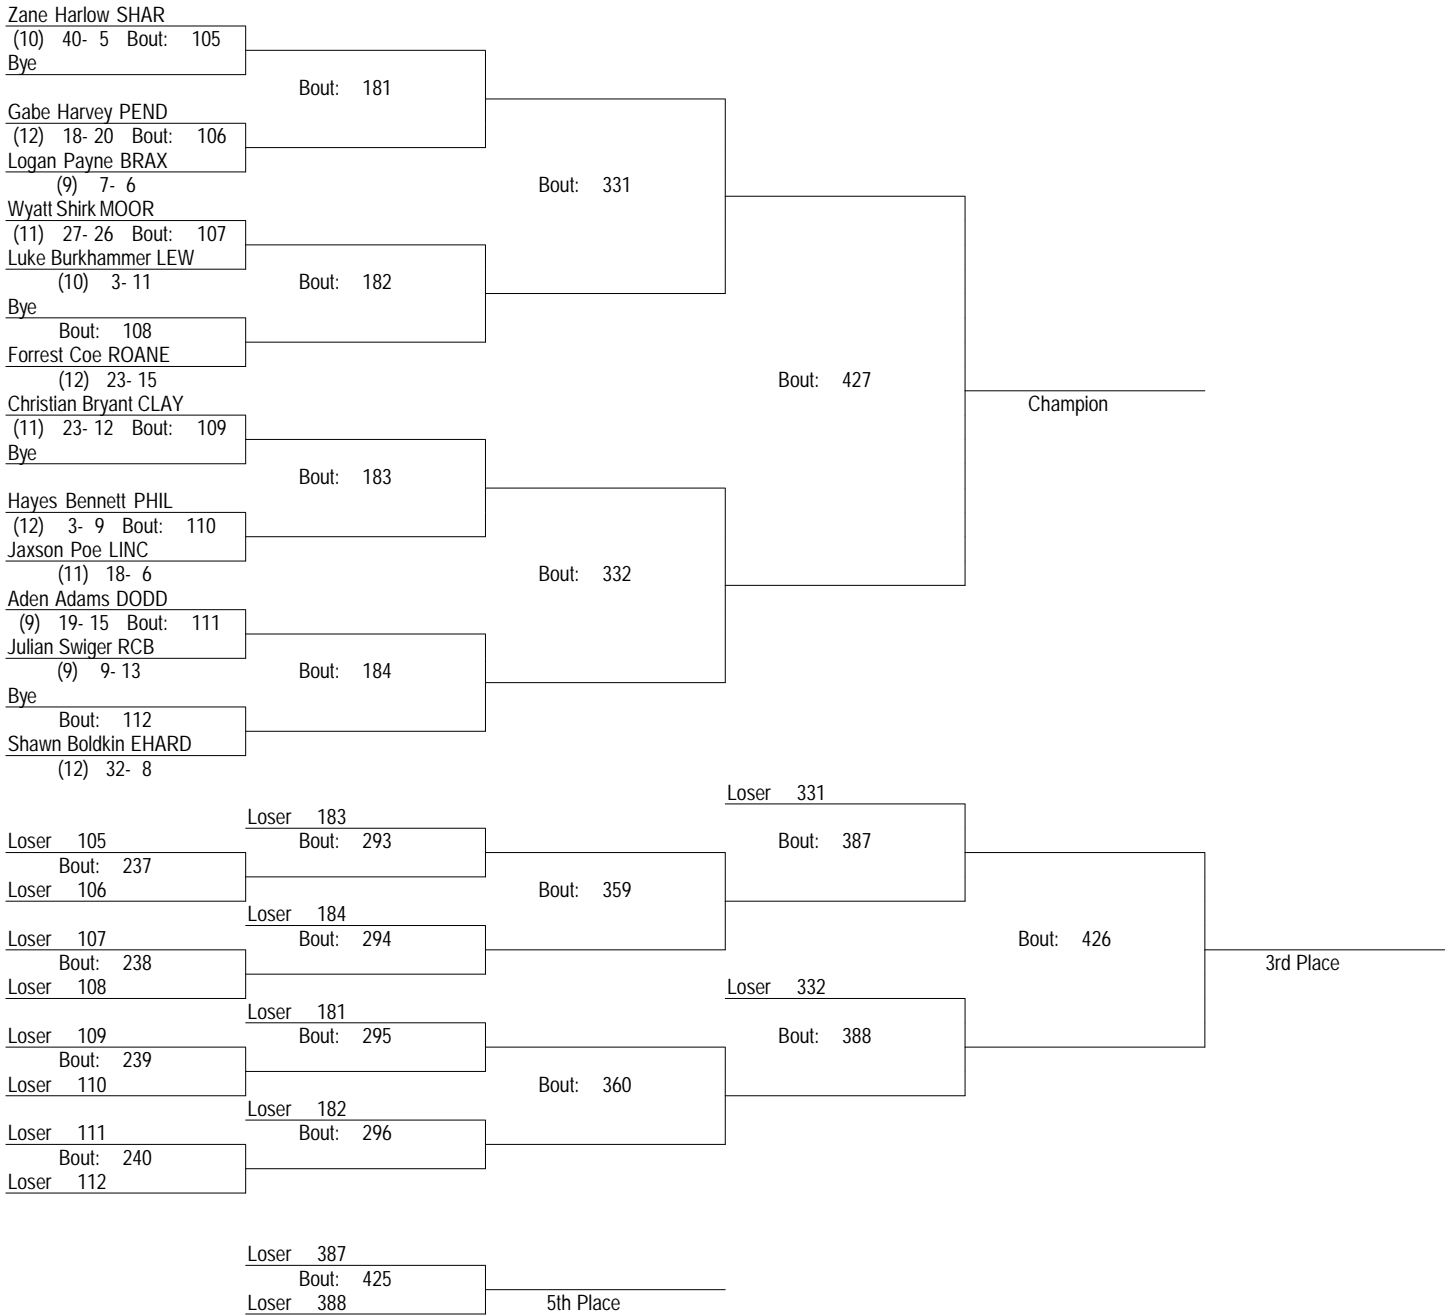 Zane Harlow SHAR
(10) 40- 5 Bout: 105
Bye
Bout: 181
Gabe Harvey PEND
(12) 18- 20 Bout: 106
Logan Payne BRAX
(9) 7- 6
Bout: 331
Wyatt Shirk MOOR
(11) 27- 26 Bout: 107
Luke Burkhammer LEW
(10) 3- 11
Bout: 182
Bye
Bout: 108
Forrest Coe ROANE
(12) 23- 15
Bout: 427
Christian Bryant CLAY
Champion
(11) 23- 12 Bout: 109
Bye
Bout: 183
Hayes Bennett PHIL
(12) 3- 9 Bout: 110
Jaxson Poe LINC
(11) 18- 6
Bout: 332
Aden Adams DODD
(9) 19- 15 Bout: 111
Julian Swiger RCB
(9) 9- 13
Bout: 184
Bye
Bout: 112
Shawn Boldkin EHARD
(12) 32- 8
Loser 331
Loser 183
Loser 105
Bout: 293
Bout: 387
Bout: 237
Loser 106
Bout: 359
Loser 184
Loser 107
Bout: 294
Bout: 426
Bout: 238
3rd Place
Loser 108
Loser 332
Loser 181
Loser 109
Bout: 295
Bout: 388
Bout: 239
Loser 110
Bout: 360
Loser 182
Loser 111
Bout: 296
Bout: 240
Loser 112
Loser 387
Bout: 425
Loser 388
5th Place